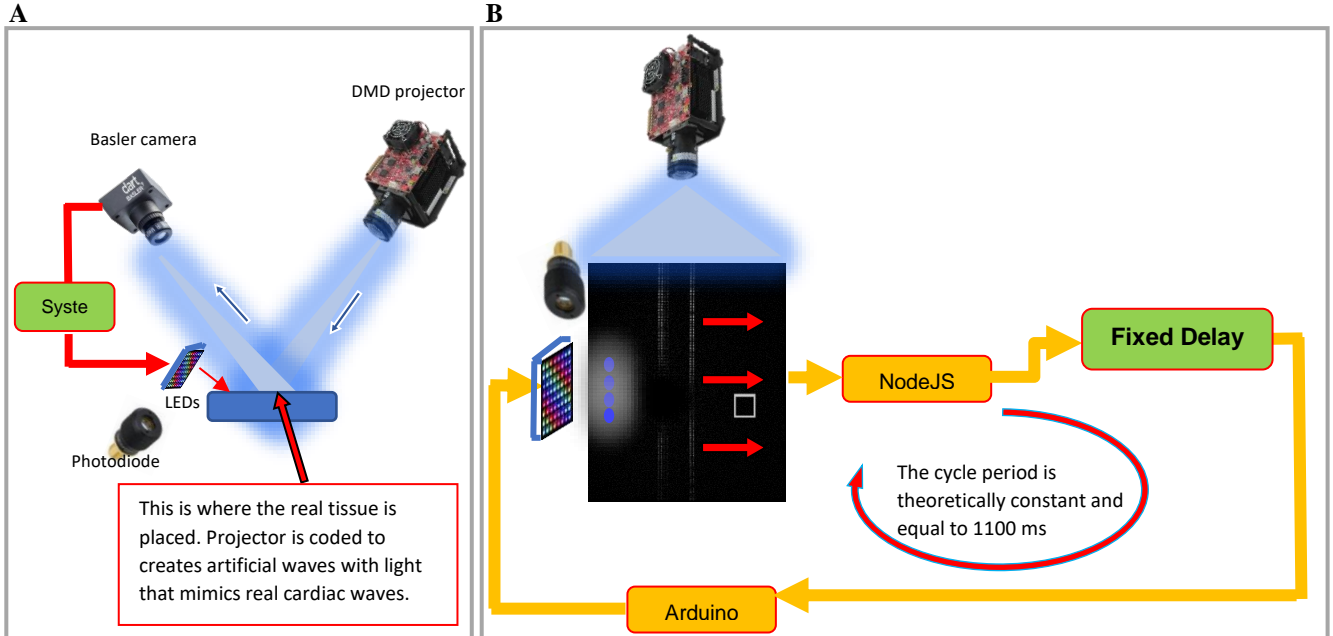 A
B
DMD projector
Basler camera
dart
BASLER
Syste
LEDs
Photodiode
This is where the real tissue is
placed. Projector is coded to
creates artificial waves with light
that mimics real cardiac waves.
NodeJS
Fixed Delay
The cycle period is
theoretically constant and
equal to 1100 ms
Arduino